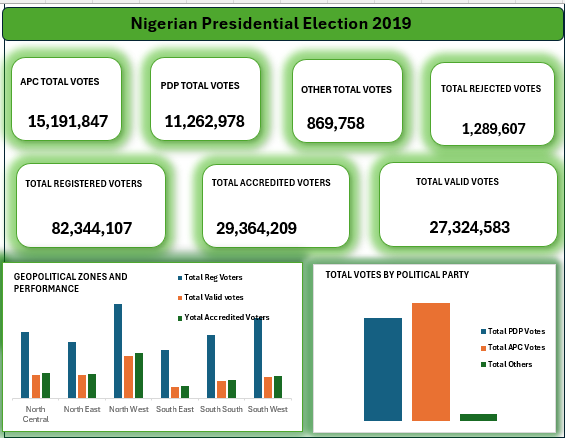 Nigerian Presidential Election 2019
APC TOTAL VOTES
15,191,847
PDP TOTAL VOTES
11,262,978
OTHER TOTAL VOTES
869,758
TOTAL REJECTED VOTES
1,289,607
TOTAL REGISTERED VOTERS
82,344,107
TOTAL ACCREDITED VOTERS
29,364,209
TOTAL VALID VOTES
27,324,583
GEOPOLITICAL ZONES AND
PERFORMANCE
Total Reg Voters
Total Valid votes
Yotal Accredited Voters
North
Central
North East
North West
South East
South South
South West
TOTAL VOTES BY POLITICAL PARTY
Total PDP Votes
Total APC Votes
Total Others